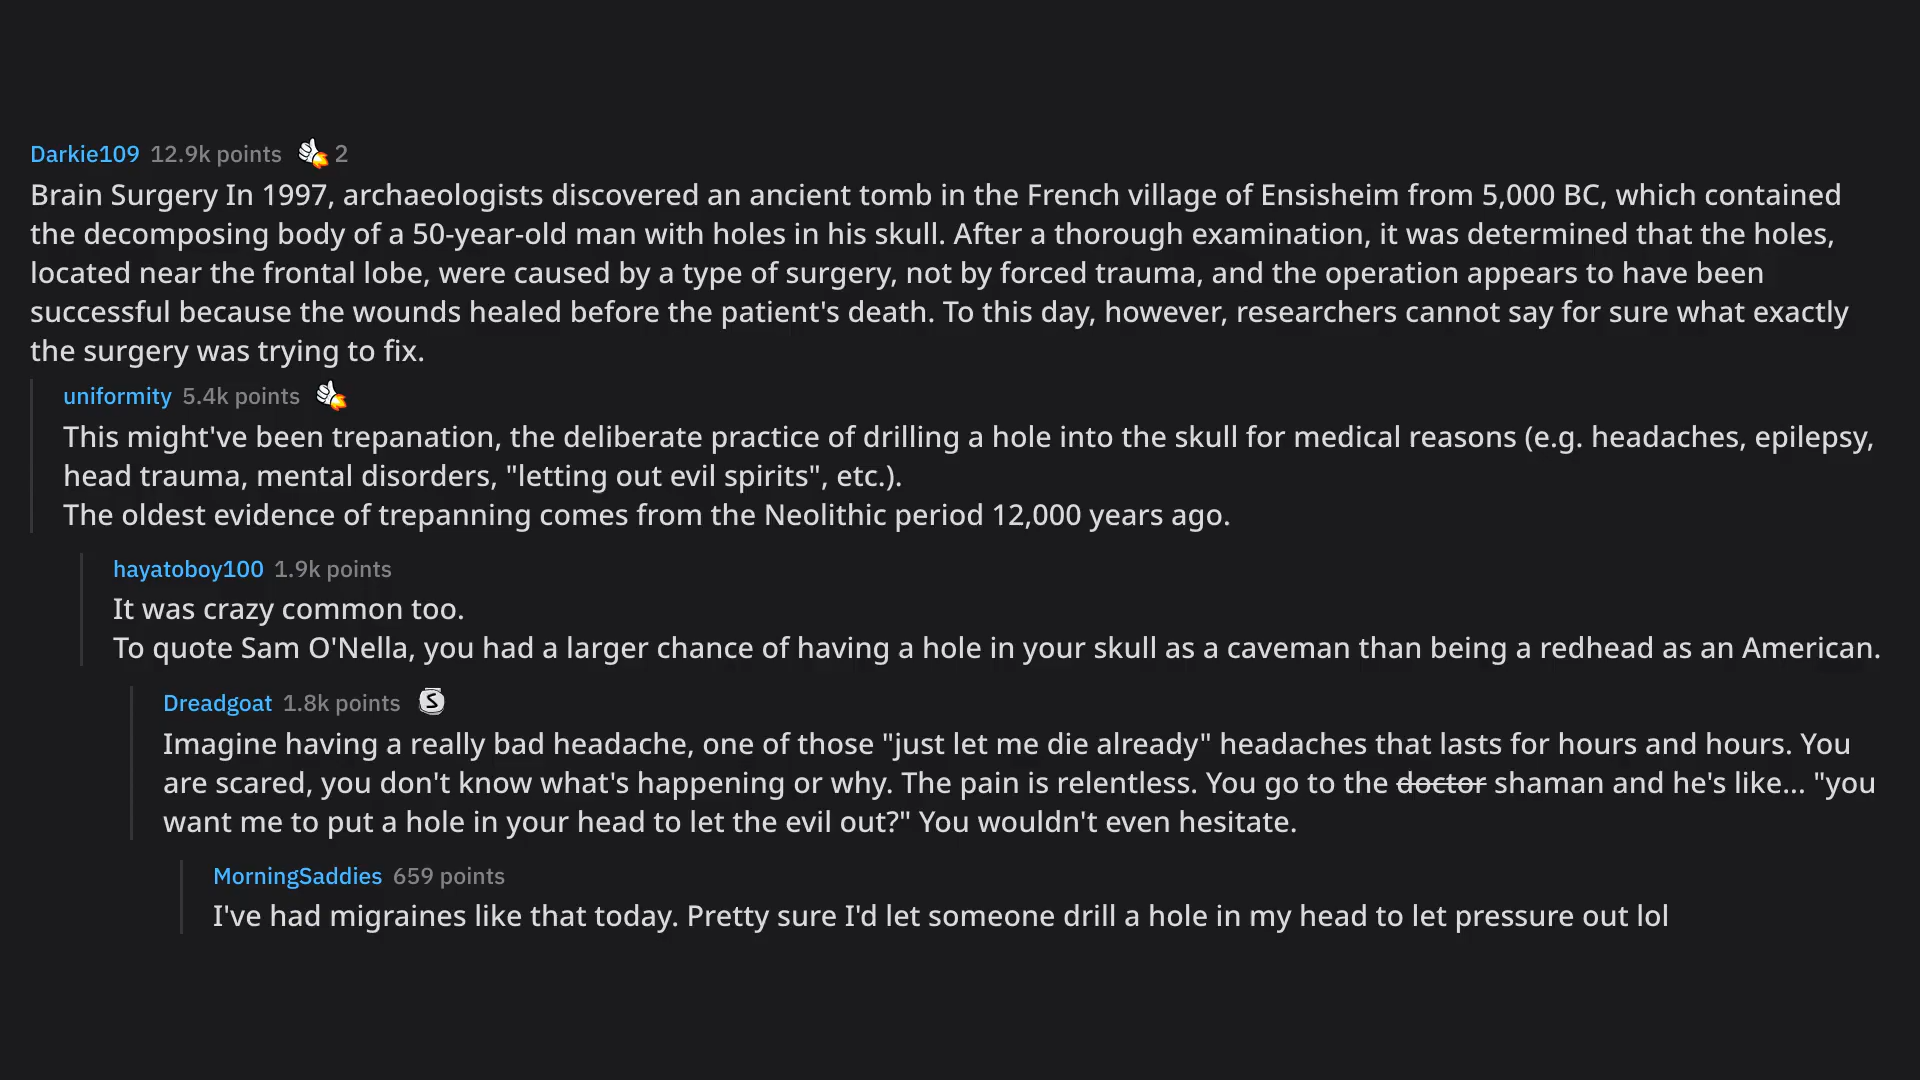 Darkie109 12.9k points 2
Brain Surgery In 1997, archaeologists discovered an ancient tomb in the French village of Ensisheim from 5,000 BC, which contained
the decomposing body of a 50-year-old man with holes in his skull. After a thorough examination, it was determined that the holes,
located near the frontal lobe, were caused by a type of surgery, not by forced trauma, and the operation appears to have been
successful because the wounds healed before the patient's death. To this day, however, researchers cannot say for sure what exactly
the surgery was trying to fix.
uniformity 5.4k points
This might've been trepanation, the deliberate practice of drilling a hole into the skull for medical reasons (e.g. headaches, epilepsy,
head trauma, mental disorders, "letting out evil spirits", etc.).
The oldest evidence of trepanning comes from the Neolithic period 12,000 years ago.
hayatoboy100 1.9k points
It was crazy common too.
To quote Sam O'Nella, you had a larger chance of having a hole in your skull as a caveman than being a redhead as an American.
Dreadgoat 1.8k points S
Imagine having a really bad headache, one of those "just let me die already" headaches that lasts for hours and hours. You
are scared, you don't know what's happening or why. The pain is relentless. You go to the doctor shaman and he's like... "you
want me to put a hole in your head to let the evil out?" You wouldn't even hesitate.
MorningSaddies 659 points
I've had migraines like that today. Pretty sure I'd let someone drill a hole in my head to let pressure out lol